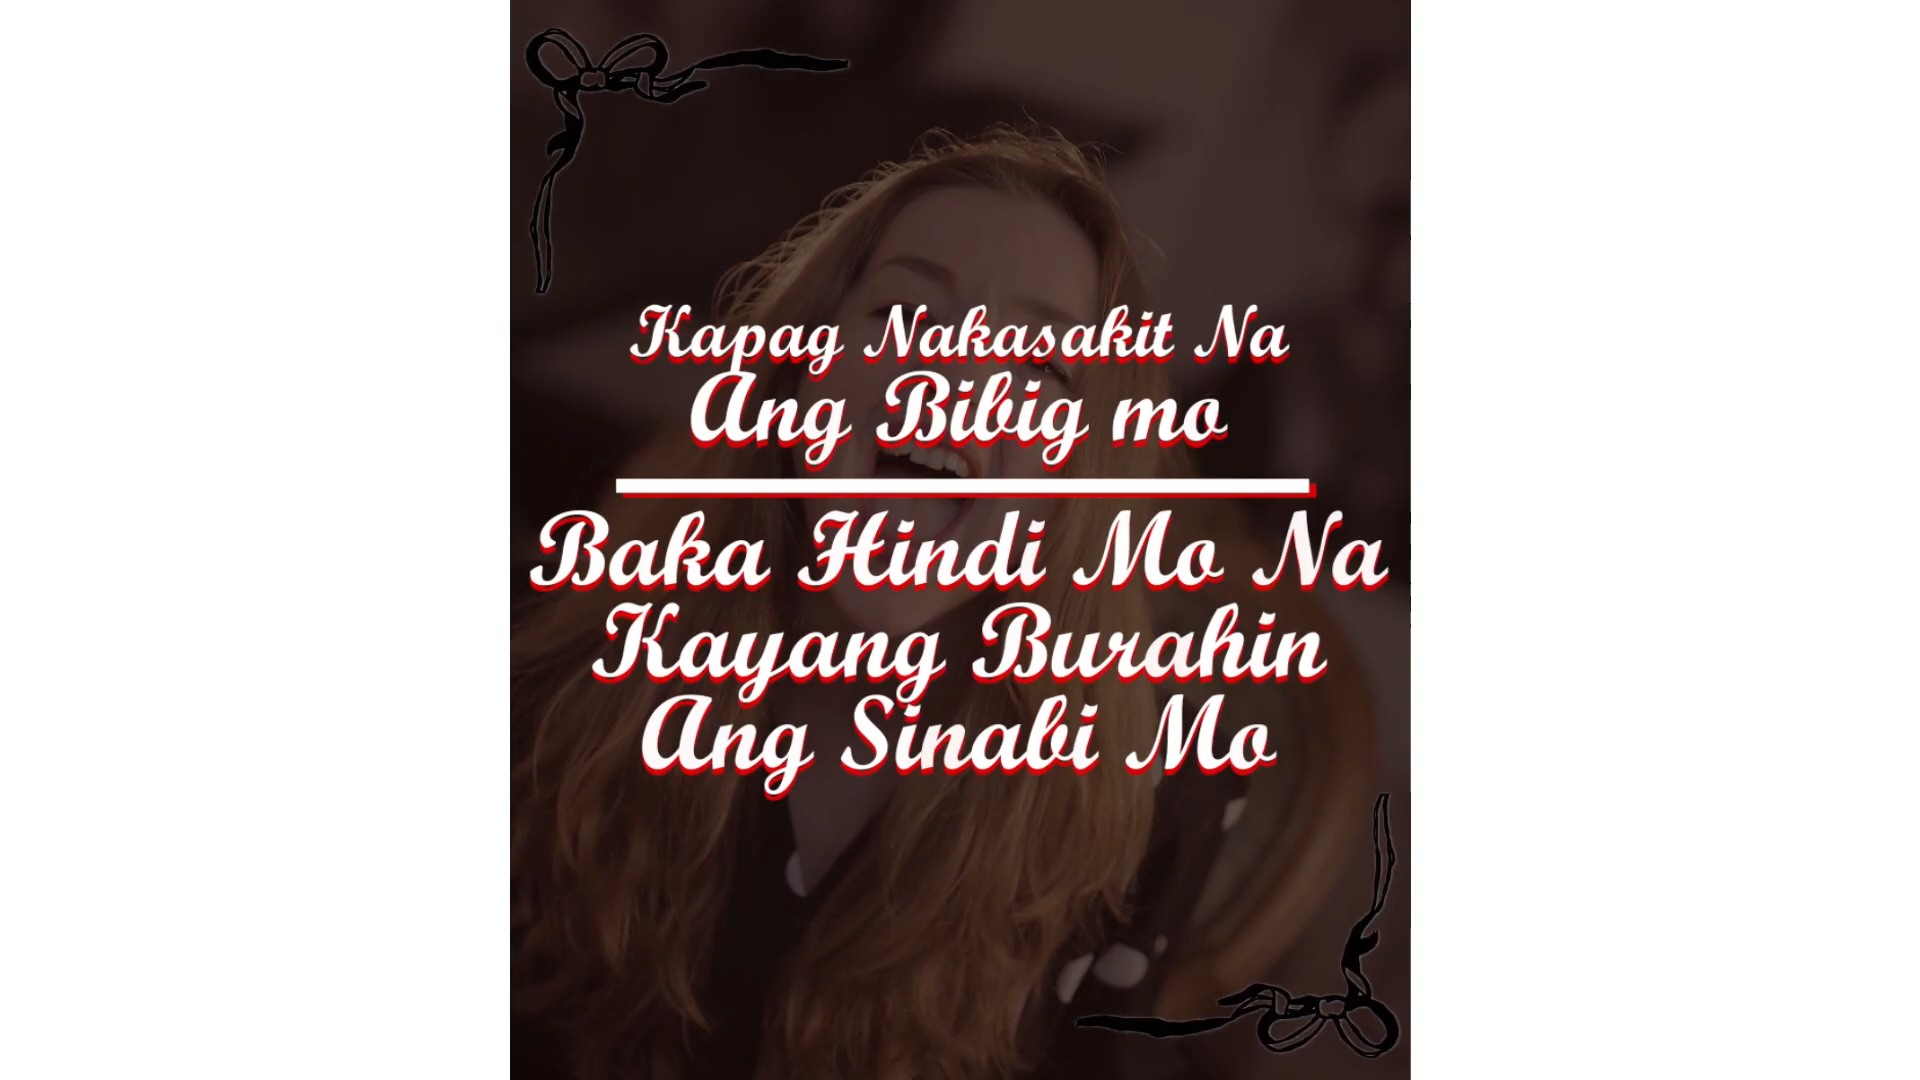 Kapag Nakasakit Na
Ang Bibig mo
Baka Hindi Mo Na
Kayang Burahin
Ang Sinabi Mo